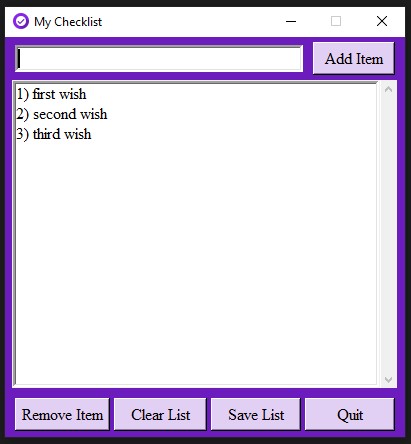 My Checklist
Add Item
1) first wish
2) second wish
3) third wish
Remove Item Clear List Save List Quit